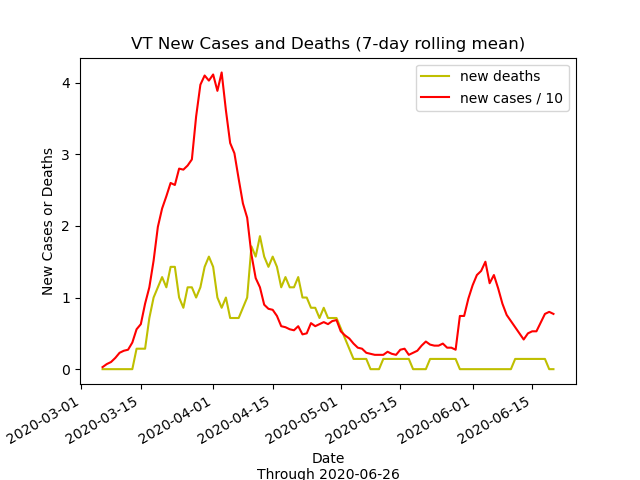 VT New Cases and Deaths (7-day rolling mean)
new deaths
new cases / 10
New Cases or Deaths
4
3
2
1
0
2020-03-01
2020-03-15
2020-04-01
2020-04-15
2020-05-01
2020-05-15
2020-06-01
2020-06-15
Date
Through 2020-06-26